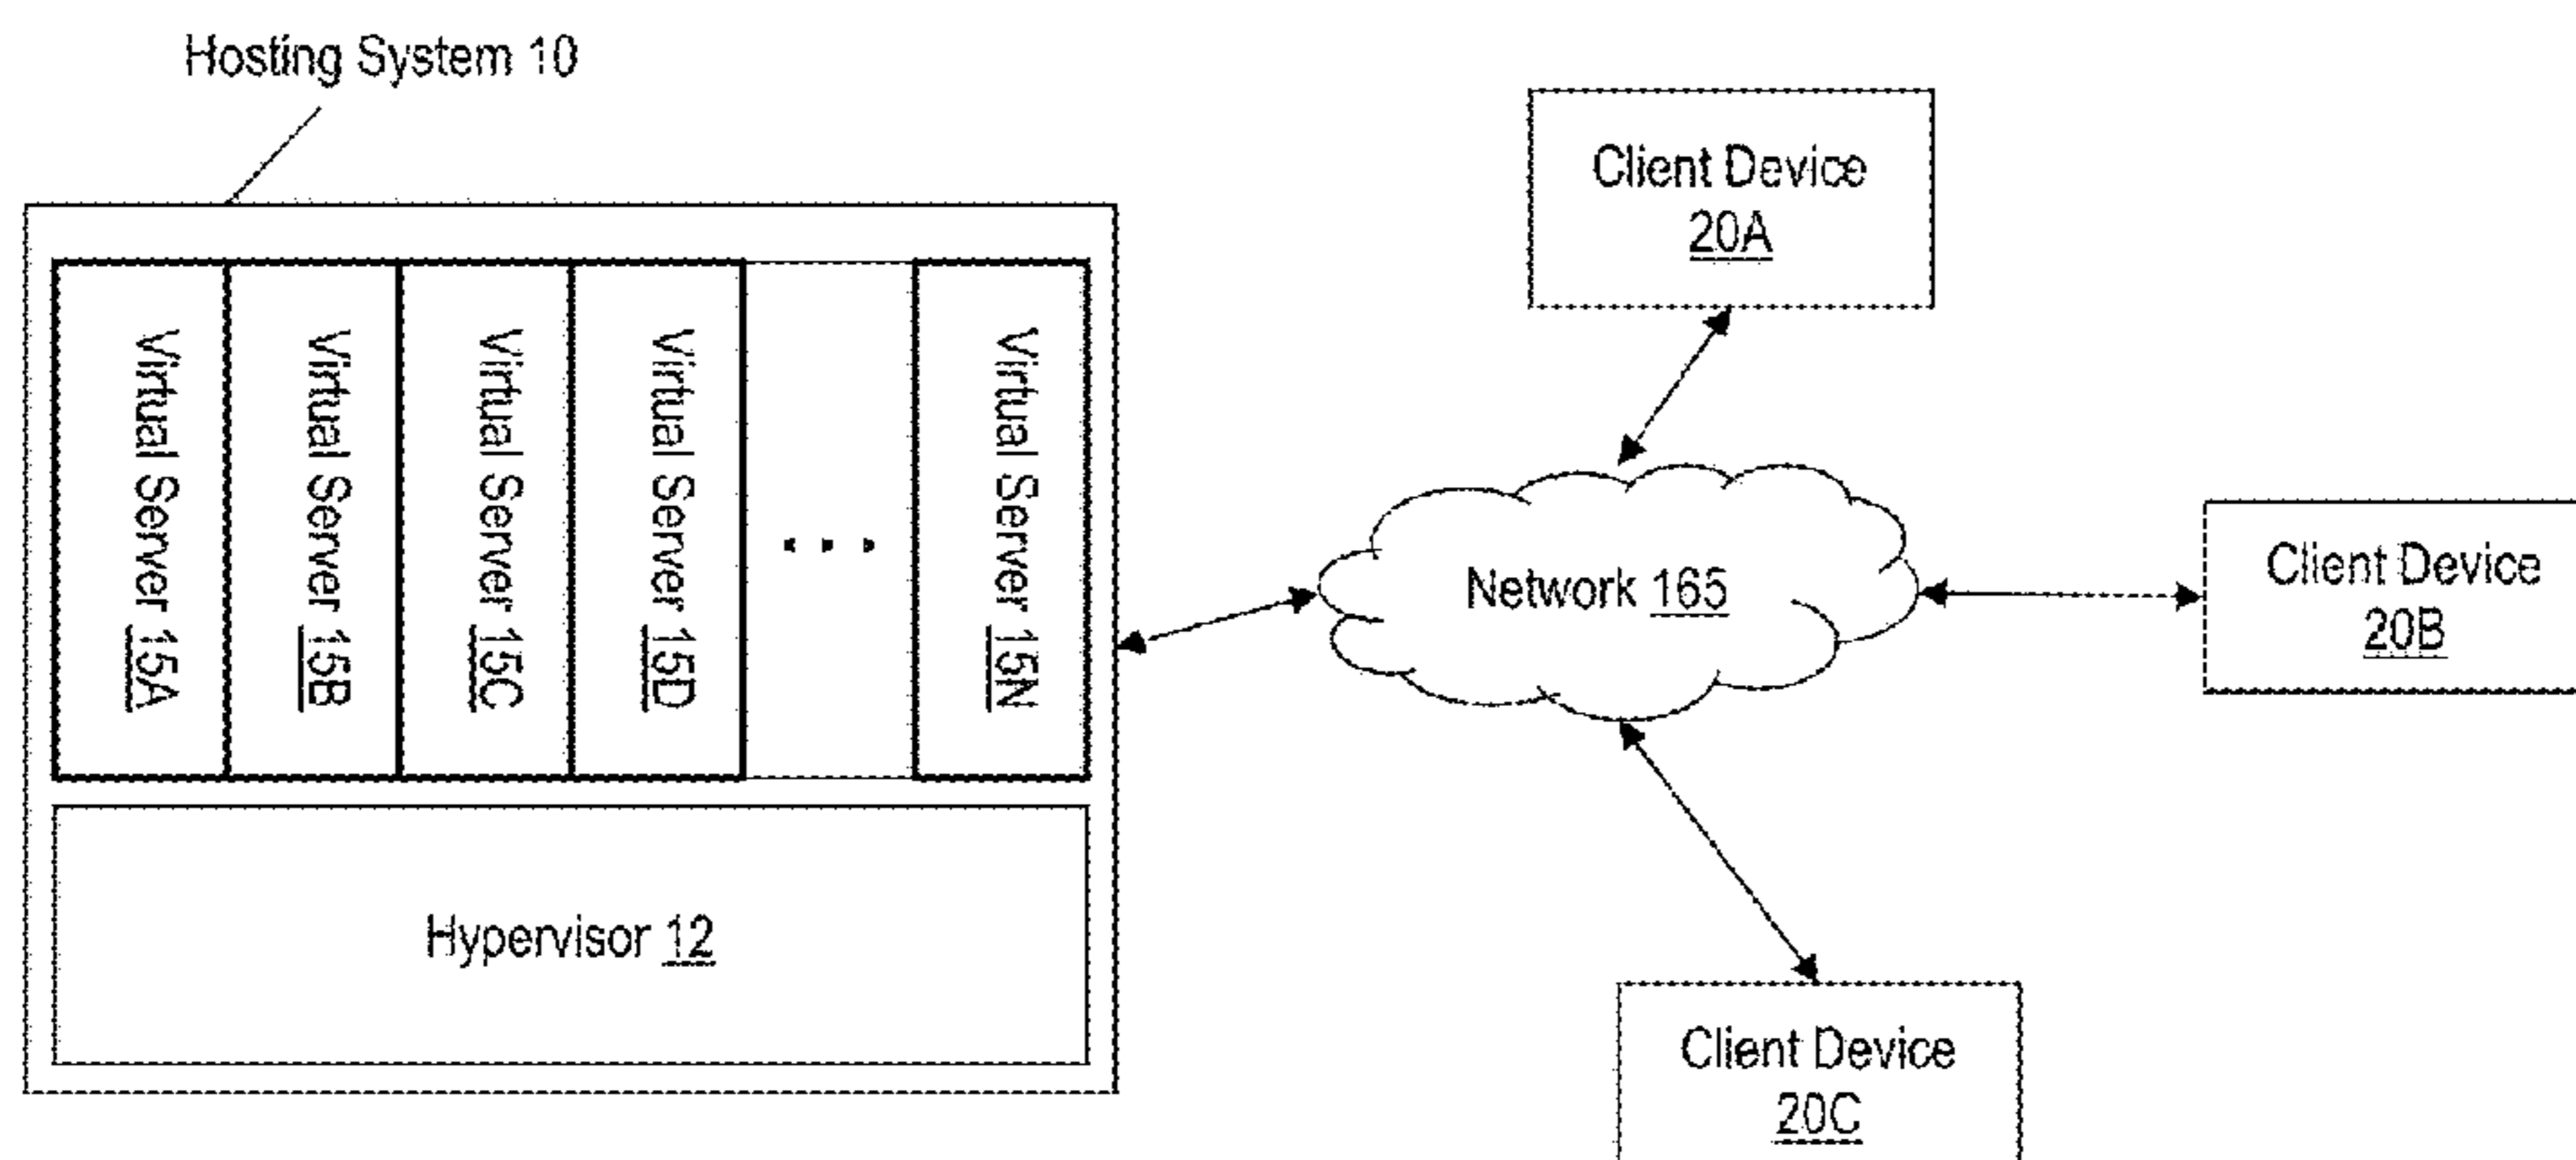 Hosting System 10
Virtual Server 15A
Virtual Server 15B
Virtual Server 15C
Virtual Server 15D
...
Virtual Server 15N
Hypervisor 12
Client Device
20A
Network 165
Client Device
20B
Client Device
20C